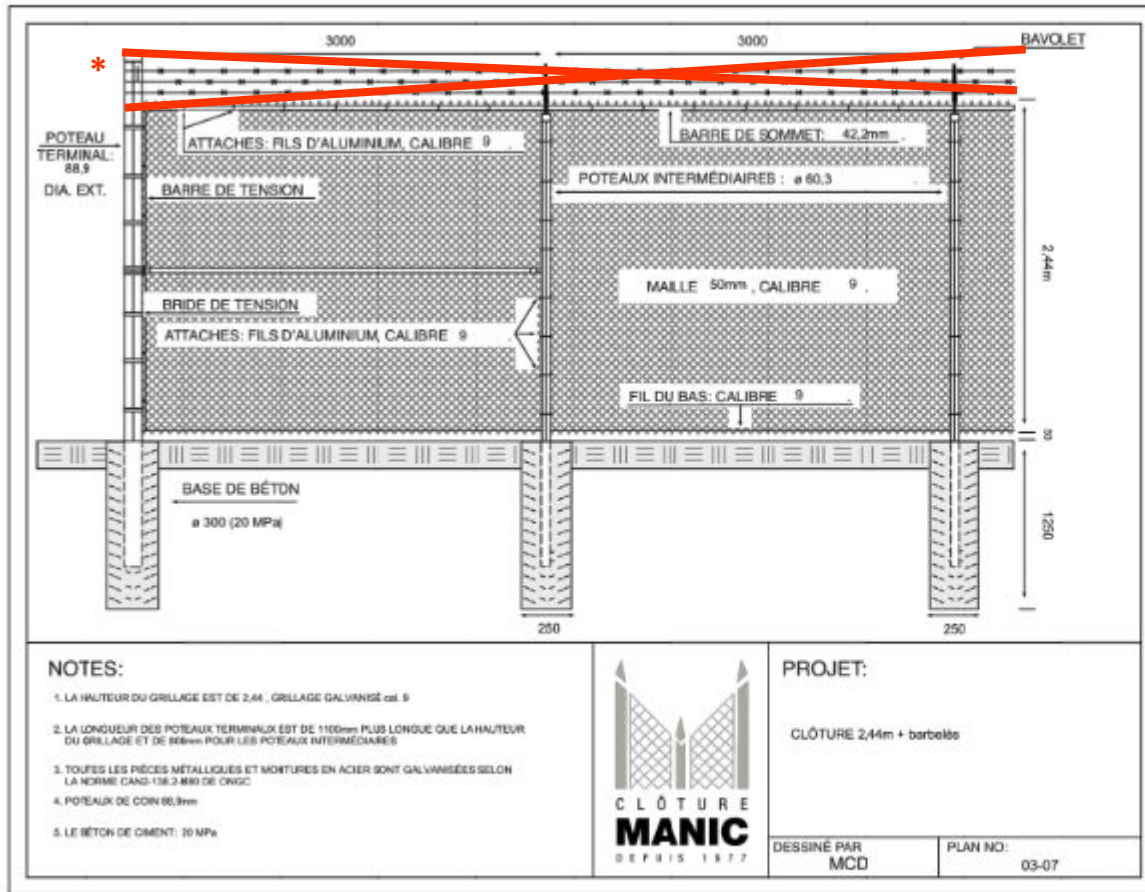 3000
3000
BAVOLET
*
POTEAU
TERMINAL:
88,9
DIA. EXT.
ATTACHES: FILS D'ALUMINIUM, CALIBRE 9 .
BARRE DE SOMMET: 42,2mm .
BARRE DE TENSION
POTEAUX INTERMÉDIAIRES : ø 60,3 .
2,44m
BRIDE DE TENSION
MAILLE 50mm , CALIBRE 9 .
ATTACHES: FILS D'ALUMINIUM, CALIBRE 9 .
FIL DU BAS: CALIBRE 9 .
50
BASE DE BÉTON
ø 300 (20 MPa)
1250
250
250
NOTES:
1. LA HAUTEUR DU GRILLAGE EST DE 2,44 , GRILLAGE GALVANISÉ cal. 9
2. LA LONGUEUR DES POTEAUX TERMINAUX EST DE 1100mm PLUS LONGUE QUE LA HAUTEUR
DU GRILLAGE ET DE 800mm POUR LES POTEAUX INTERMÉDIAIRES
3. TOUTES LES PIÈCES MÉTALLIQUES ET MONTURES EN ACIER SONT GALVANISÉES SELON
LA NORME CAN2-138.2-M80 DE ONGC
4. POTEAUX DE COIN 88,9mm
5. LE BÉTON DE CIMENT: 20 MPa
CLÔTURE
MANIC
DEPUIS 1977
PROJET:
CLÔTURE 2,44m + barbelés
DESSINÉ PAR
MCD
PLAN NO:
03-07